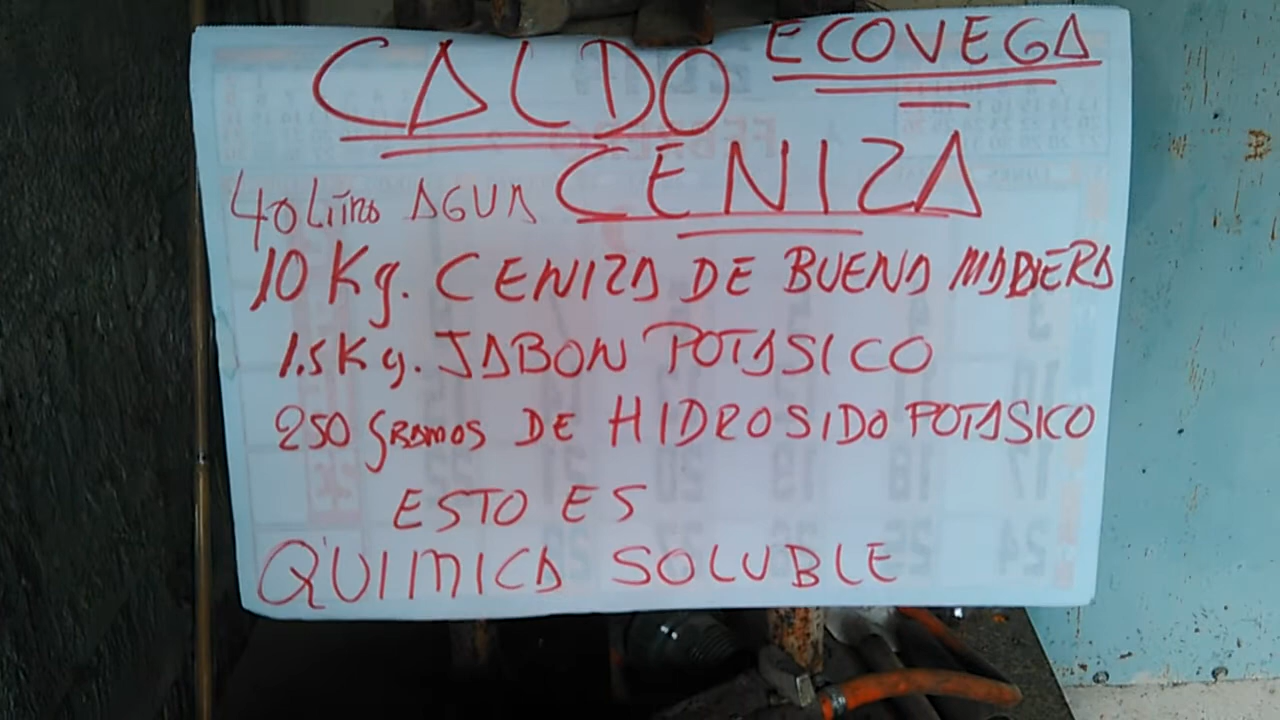 CALDO ECOVEGA
CENIZA
40 Litro AGUA
10 Kg. CENIZA DE BUENA MADERA
1.5 Kg. JABON POTASICO
250 GRAMOS DE HIDROSIDO POTASICO
ESTO ES
QUIMICA SOLUBLE